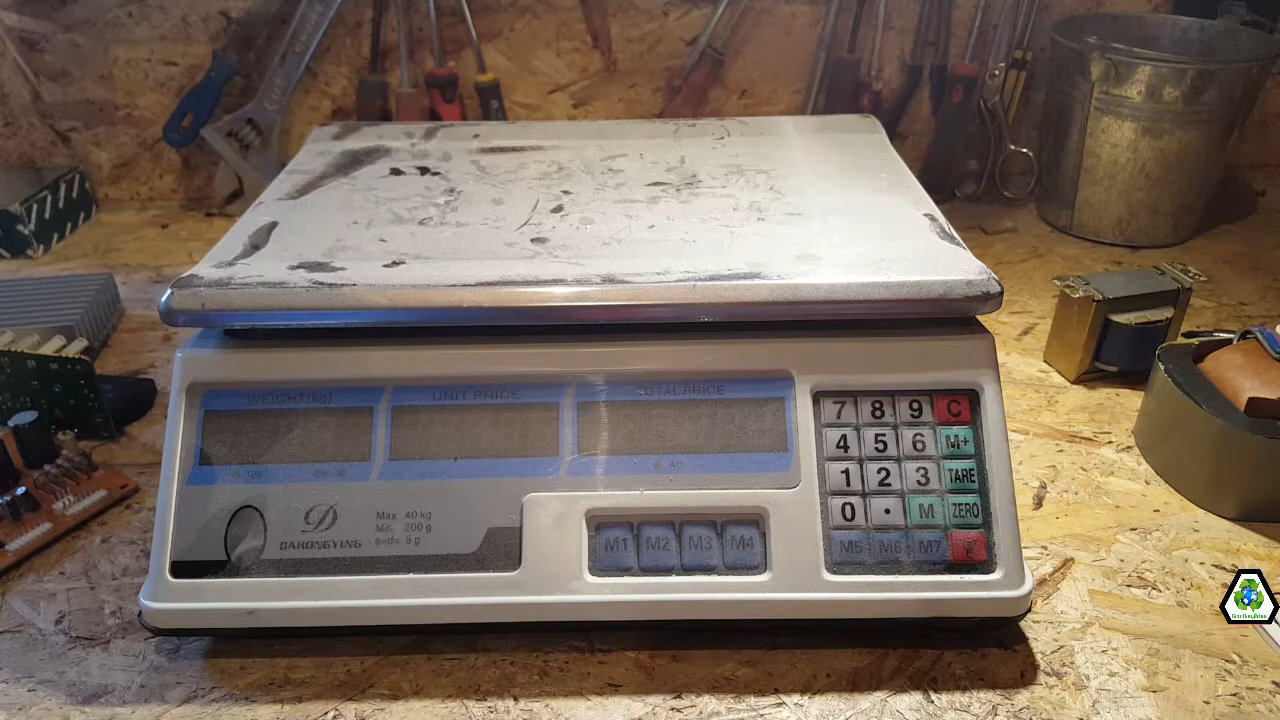 WEIGHT(kg) UNIT PRICE TOTAL PRICE
AC
DAHONGYING
Max 40 kg
Min 200 g
e=d= 5 g
M1 M2 M3 M4
7 8 9 C
4 5 6 M+
1 2 3 TARE
0 . M ZERO
M5 M6 M7